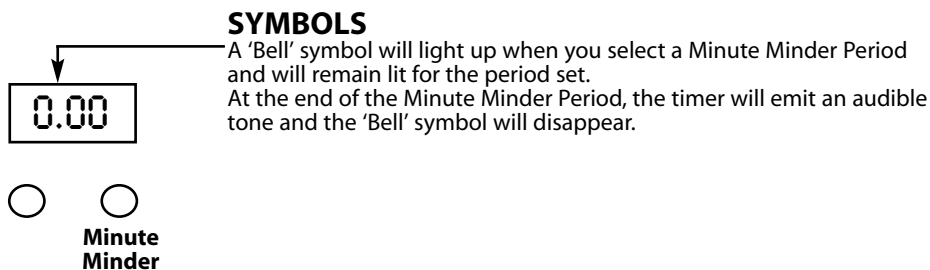 SYMBOLS
A ‘Bell’ symbol will light up when you select a Minute Minder Period
and will remain lit for the period set.
At the end of the Minute Minder Period, the timer will emit an audible
tone and the ‘Bell’ symbol will disappear.
0.00
Minute
Minder